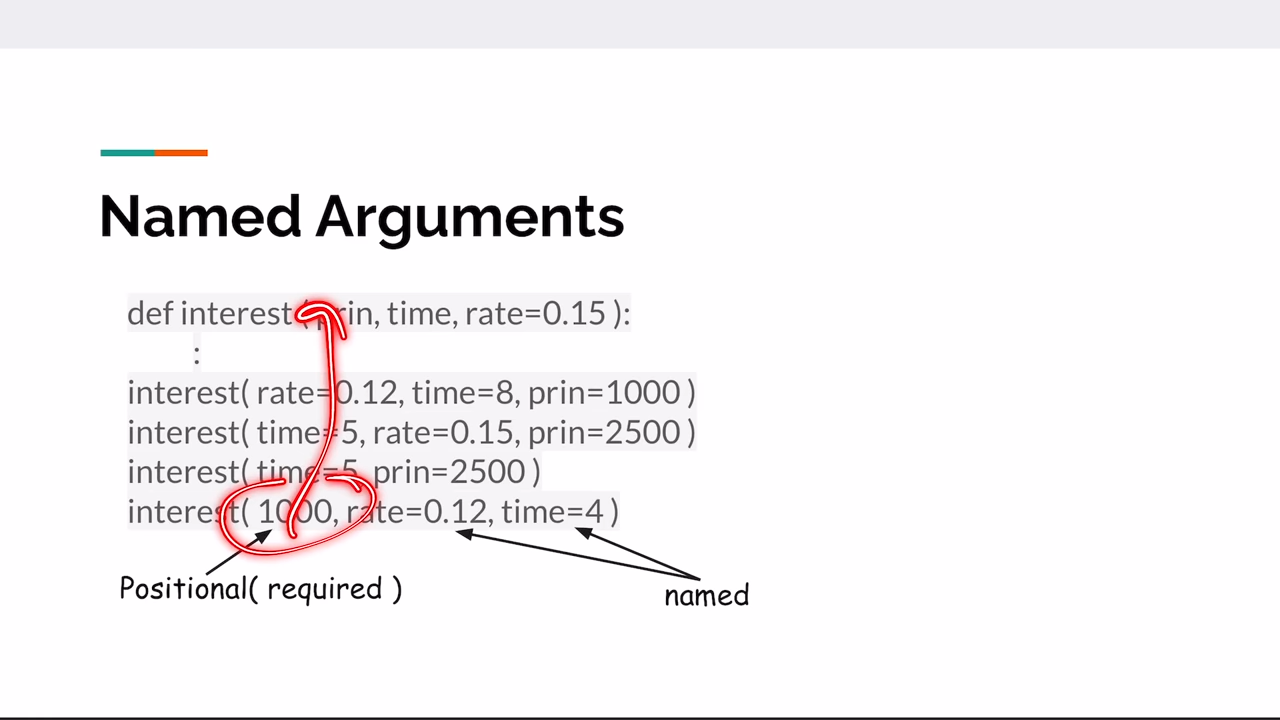 Named Arguments
def interest ( prin, time, rate=0.15 ):
:
interest( rate=0.12, time=8, prin=1000 )
interest( time=5, rate=0.15, prin=2500 )
interest( time=5, prin=2500 )
interest( 1000, rate=0.12, time=4 )
Positional( required )
named